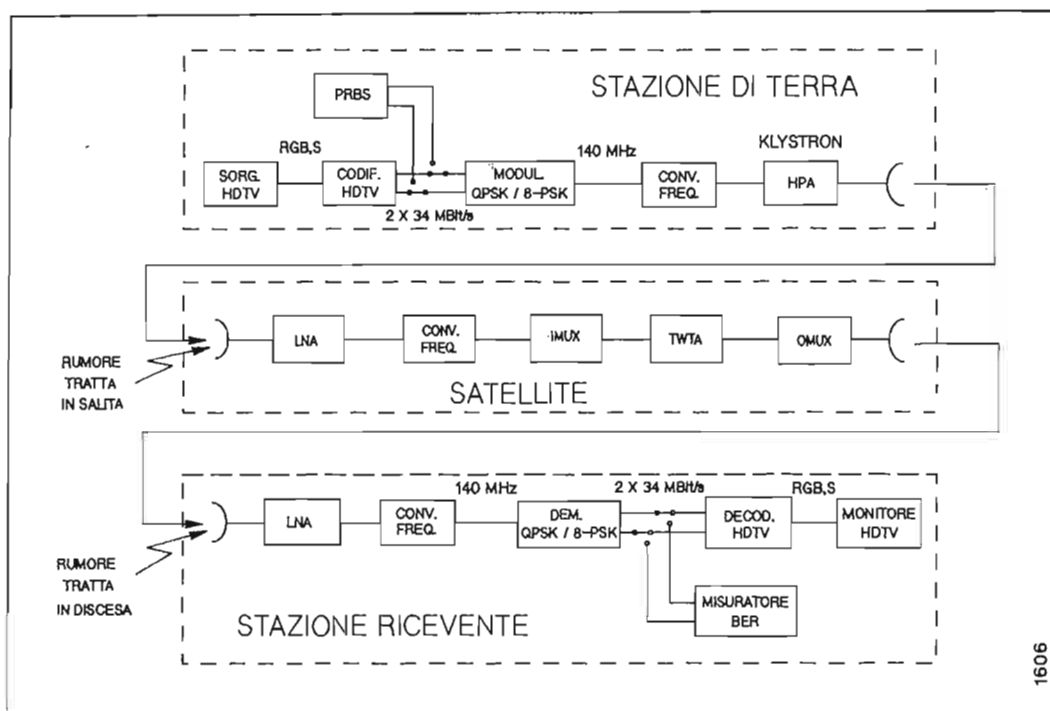 STAZIONE DI TERRA
PRBS
RGB,S
140 MHz
KLYSTRON
SORG.
HDTV
CODIF.
HDTV
MODUL.
QPSK / 8-PSK
CONV.
FREQ.
HPA
2 X 34 MBit/s
LNA
CONV.
FREQ.
IMUX
TWTA
OMUX
RUMORE
TRATTA
IN SALITA
SATELLITE
140 MHz
2 X 34 MBit/s
RGB,S
LNA
CONV.
FREQ.
DEM.
QPSK / 8-PSK
DECOD.
HDTV
MONITORE
HDTV
RUMORE
TRATTA
IN DISCESA
MISURATORE
BER
STAZIONE RICEVENTE
1606